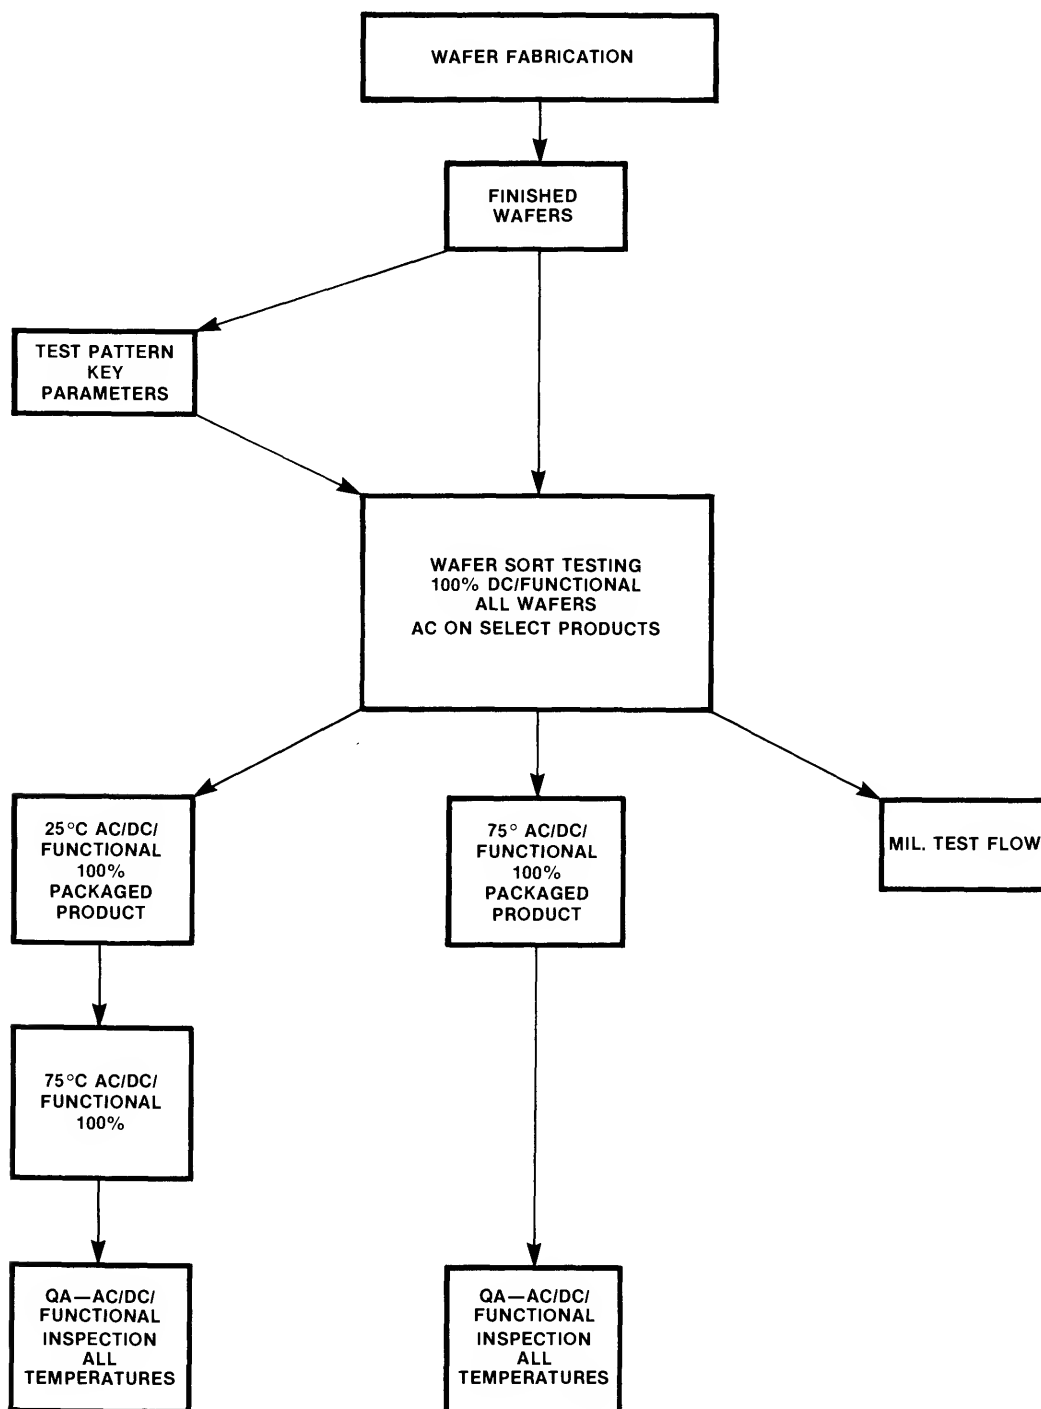 WAFER FABRICATION
FINISHED
WAFERS
TEST PATTERN
KEY
PARAMETERS
WAFER SORT TESTING
100% DC/FUNCTIONAL
ALL WAFERS
AC ON SELECT PRODUCTS
25°C AC/DC/
FUNCTIONAL
100%
PACKAGED
PRODUCT
75° AC/DC/
FUNCTIONAL
100%
PACKAGED
PRODUCT
MIL. TEST FLOW
75°C AC/DC/
FUNCTIONAL
100%
QA—AC/DC/
FUNCTIONAL
INSPECTION
ALL
TEMPERATURES
QA—AC/DC/
FUNCTIONAL
INSPECTION
ALL
TEMPERATURES